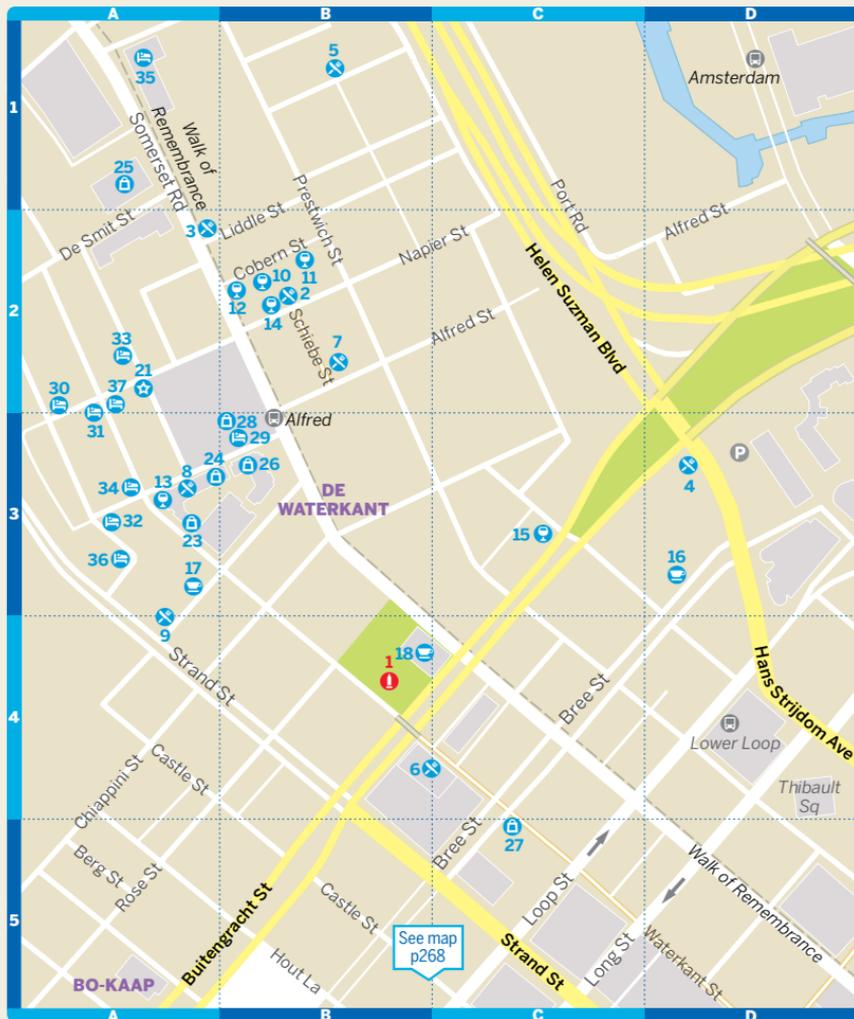 A
B
C
D
1
2
3
4
5
35
5
Amsterdam
Walk of
Remembrance
Somerset Rd
25
Prestwich St
Port Rd
3
Liddle St
De Smit St
Alfred St
Cobern St
Napier St
10
11
2
12
14
Helen Suzman Blvd
Schiebe St
Alfred St
7
33
21
30
37
31
28
Alfred
29
26
24
8
13
34
DE
WATERKANT
4
P
32
23
15
16
36
17
9
18
1
Strand St
Bree St
Hans Strijdom Ave
Lower Loop
Thibault
Sq
Castle St
Chiappini St
6
27
Bree St
Berg St
Rose St
Loop St
Walk of Remembrance
Buitengracht St
Castle St
See map
p268
Strand St
Long St
Waterkant St
Hout La
BO-KAAP
A
B
C
D